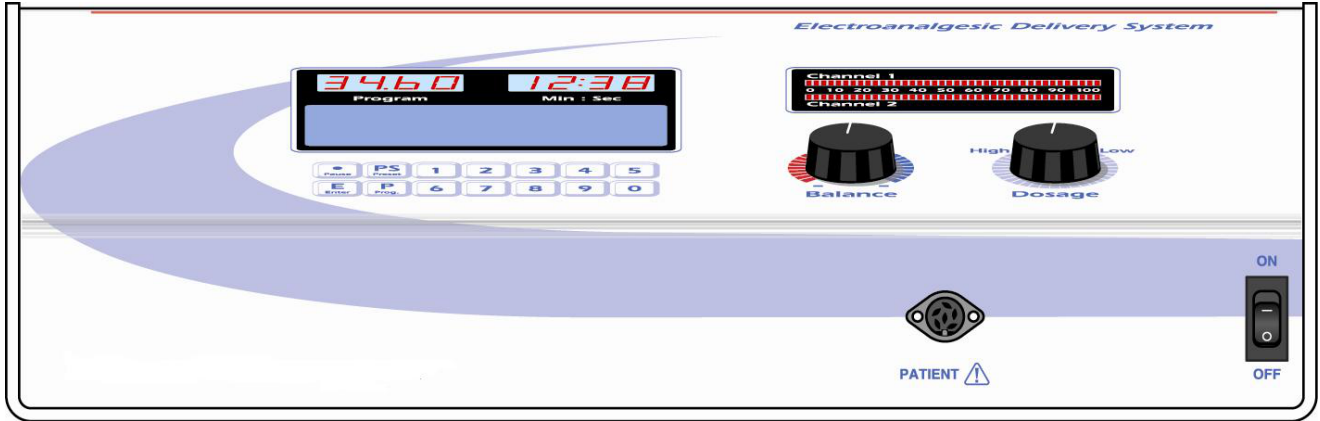 Electroanalgesic Delivery System
34.60 12:38
Program Min : Sec
Channel 1
0 10 20 30 40 50 60 70 80 90 100
Channel 2
Pause PS Preset 1 2 3 4 5
E Enter P Prog. 6 7 8 9 0
High Low
Balance Dosage
ON
OFF
PATIENT